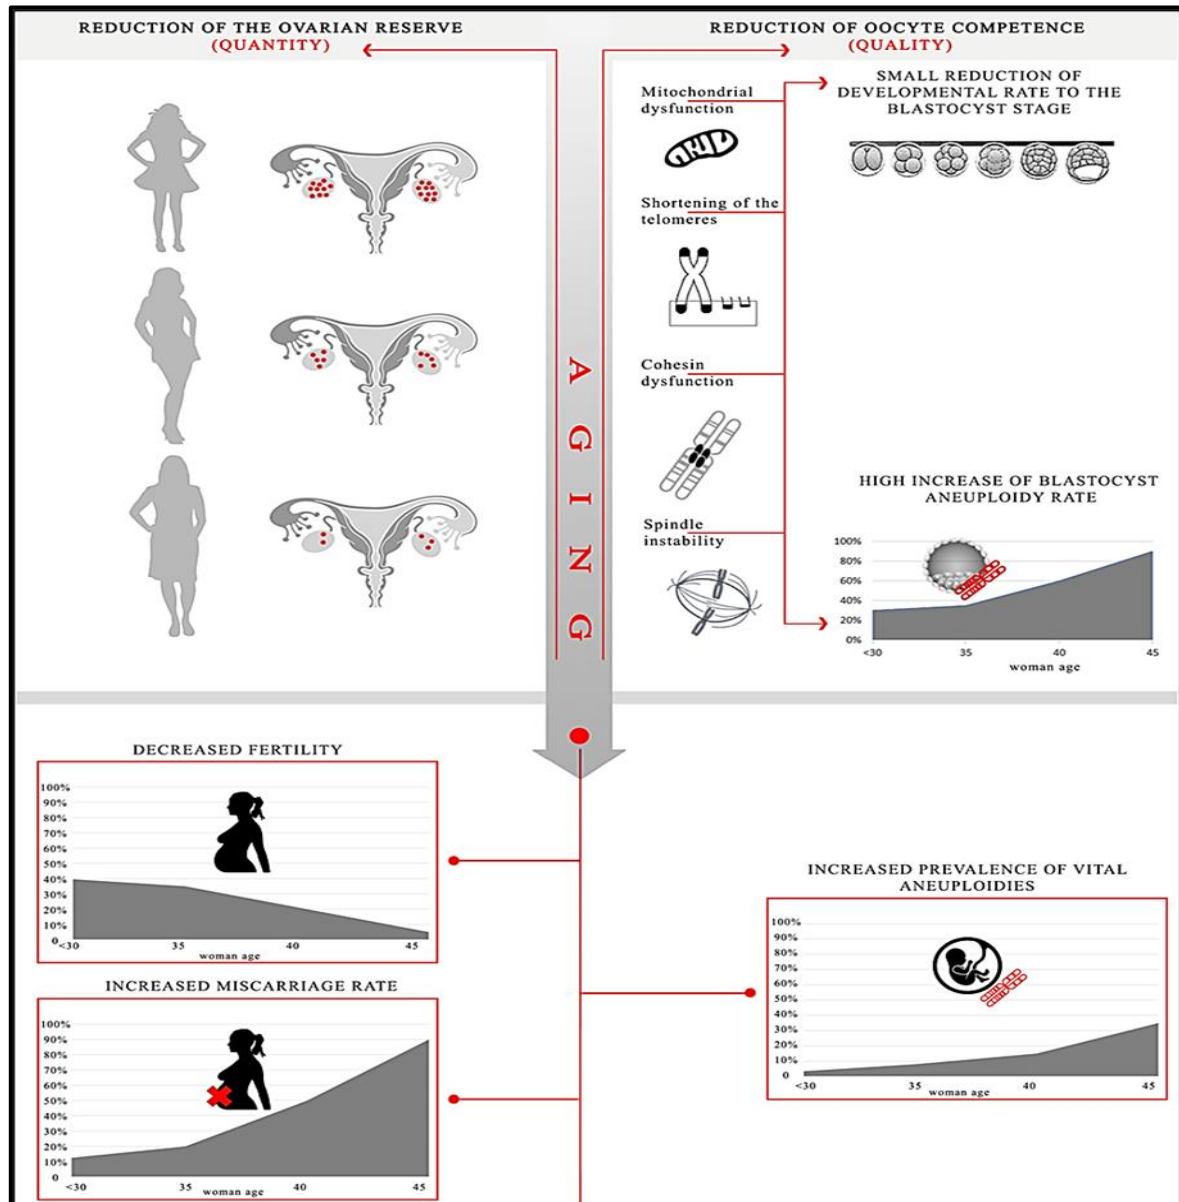 REDUCTION OF THE OVARIAN RESERVE
(QUANTITY)
REDUCTION OF OOCYTE COMPETENCE
(QUALITY)
AGING
Mitochondrial
dysfunction
Shortening of the
telomeres
Cohesin
dysfunction
Spindle
instability
SMALL REDUCTION OF
DEVELOPMENTAL RATE TO THE
BLASTOCYST STAGE
HIGH INCREASE OF BLASTOCYST
ANEUPLOIDY RATE
100%
80%
60%
40%
20%
0%
<30 35 40 45
woman age
DECREASED FERTILITY
100%
90%
80%
70%
60%
50%
40%
30%
20%
10%
0
<30 35 40 45
woman age
INCREASED MISCARRIAGE RATE
100%
90%
80%
70%
60%
50%
40%
30%
20%
10%
0
<30 35 40 45
woman age
INCREASED PREVALENCE OF VITAL
ANEUPLOIDIES
100%
90%
80%
70%
60%
50%
40%
30%
20%
10%
0
<30 35 40 45
woman age